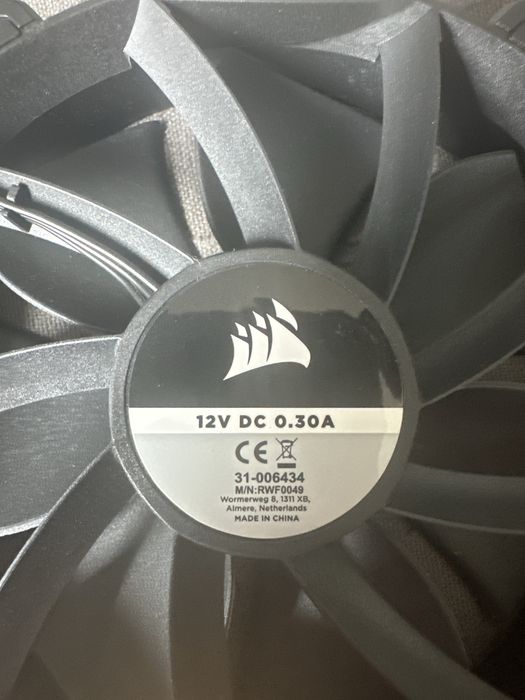 12V DC 0.30A
CE
31-006434
M/N:RWF0049
Wormerweg 8, 1311 XB,
Almere, Netherlands
MADE IN CHINA